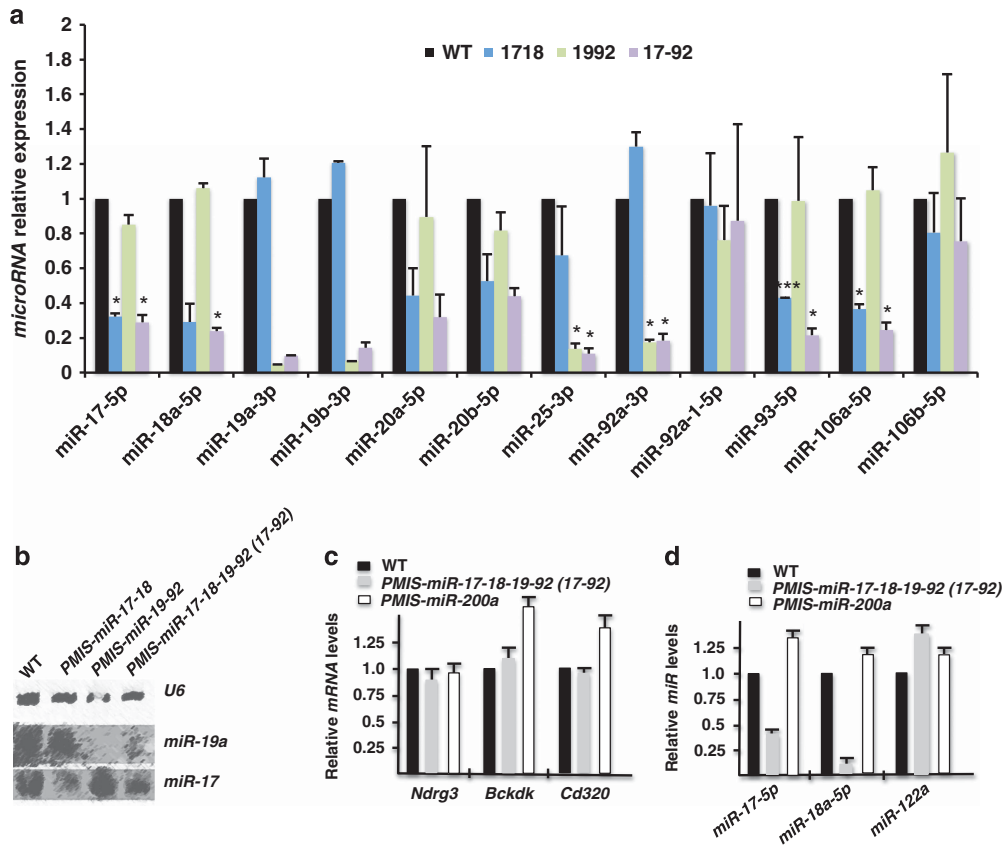 a
microRNA relative expression
2
1.8
1.6
1.4
1.2
1
0.8
0.6
0.4
0.2
0
WT 1718 1992 17-92
* * * * * * * *** * * *
miR-17-5p
miR-18a-5p
miR-19a-3p
miR-19b-3p
miR-20a-5p
miR-20b-5p
miR-25-3p
miR-92a-3p
miR-92a-1-5p
miR-93-5p
miR-106a-5p
miR-106b-5p
b
WT
PMIS-miR-17-18
PMIS-miR-19-92
PMIS-miR-17-18-19-92 (17-92)
U6
miR-19a
miR-17
c
WT
PMIS-miR-17-18-19-92 (17-92)
PMIS-miR-200a
Relative mRNA levels
1.25
1.0
0.75
0.5
0.25
Ndrg3 Bckdk Cd320
d
WT
PMIS-miR-17-18-19-92 (17-92)
PMIS-miR-200a
Relative miR levels
1.25
1.0
0.75
0.5
0.25
miR-17-5p
miR-18a-5p
miR-122a